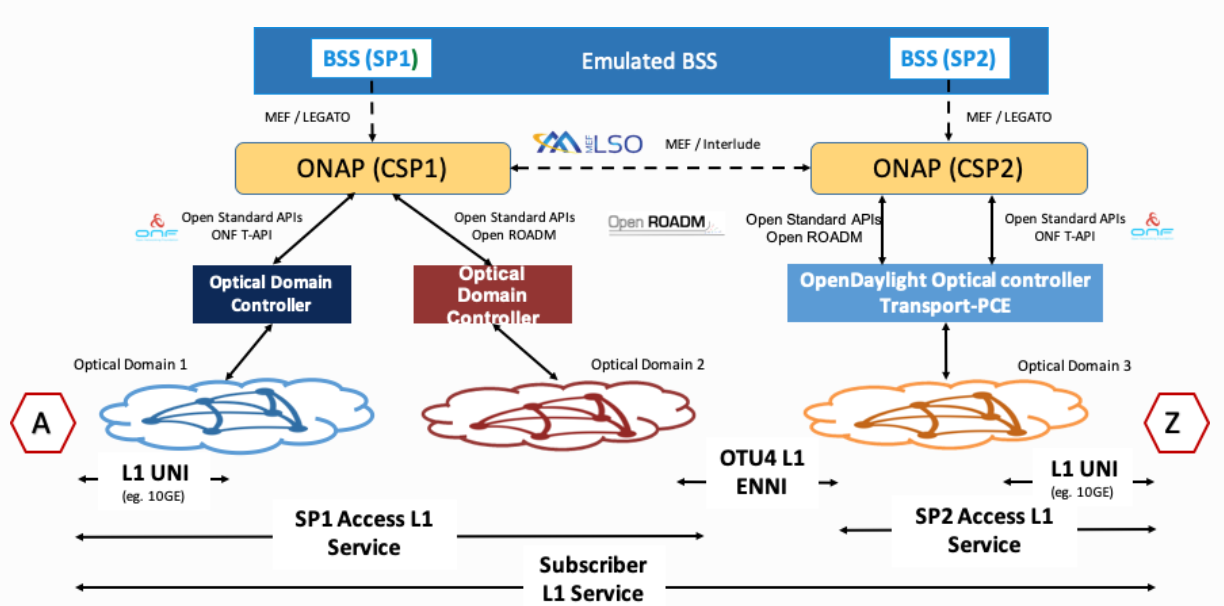 BSS (SP1)
Emulated BSS
BSS (SP2)
MEF / LEGATO
MEF / LEGATO
MEF
LSO
MEF / Interlude
ONAP (CSP1)
ONAP (CSP2)
ONF
Open Standard APIs
ONF T-API
Open Standard APIs
Open ROADM
Open ROADM
Open Standard APIs
Open ROADM
Open Standard APIs
ONF T-API
ONF
Optical Domain
Controller
Optical
Domain
Controller
OpenDaylight Optical controller
Transport-PCE
Optical Domain 1
Optical Domain 2
Optical Domain 3
A
Z
L1 UNI
(eg. 10GE)
OTU4 L1
ENNI
L1 UNI
(eg. 10GE)
SP1 Access L1
Service
SP2 Access L1
Service
Subscriber
L1 Service